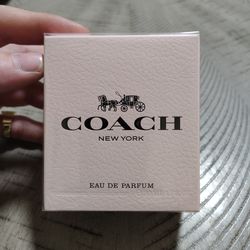 COACH
NEW YORK
EAU DE PARFUM